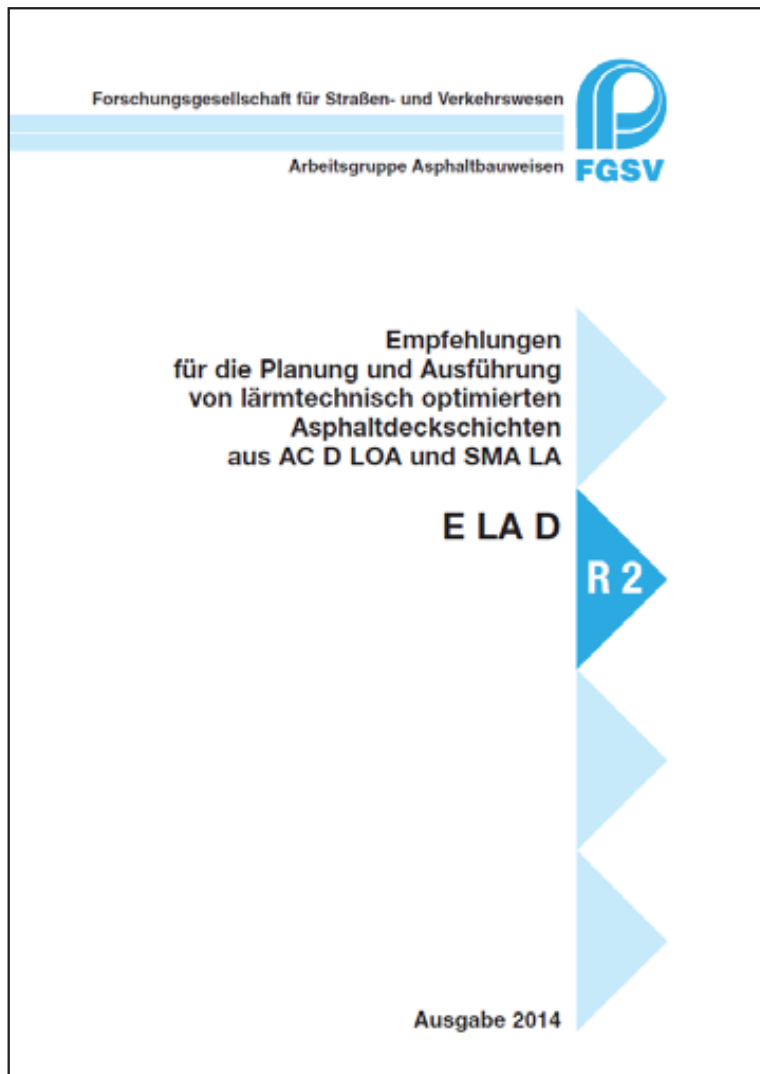 Forschungsgesellschaft für Straßen- und Verkehrswesen
FGSV
Arbeitsgruppe Asphaltbauweisen
Empfehlungen
für die Planung und Ausführung
von lärmtechnisch optimierten
Asphaltdeckschichten
aus AC D LOA und SMA LA
E LA D
R 2
Ausgabe 2014